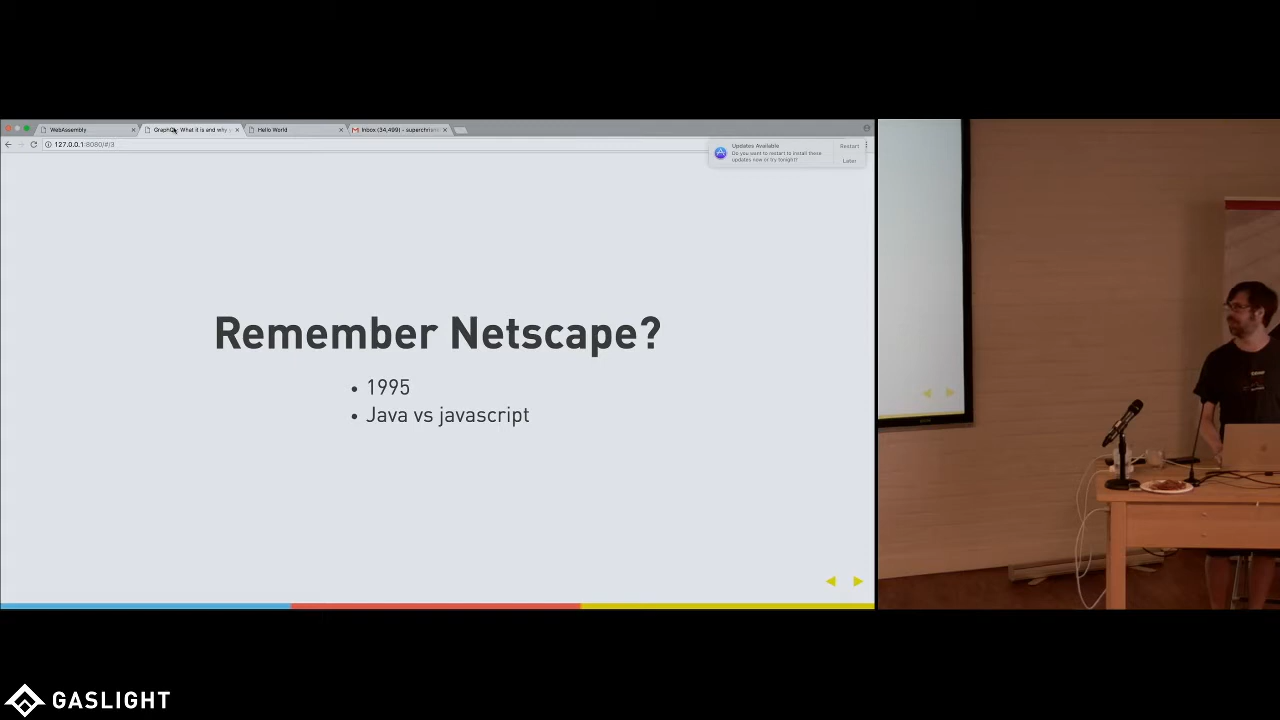 WebAssembly
GraphQL: What it is and why
Hello World
Inbox (34,499) - superchris
127.0.0.1:8080/#/3
Updates Available
Do you want to restart to install these
updates now or try tonight?
Restart
Later
Remember Netscape?
• 1995
• Java vs javascript
GASLIGHT